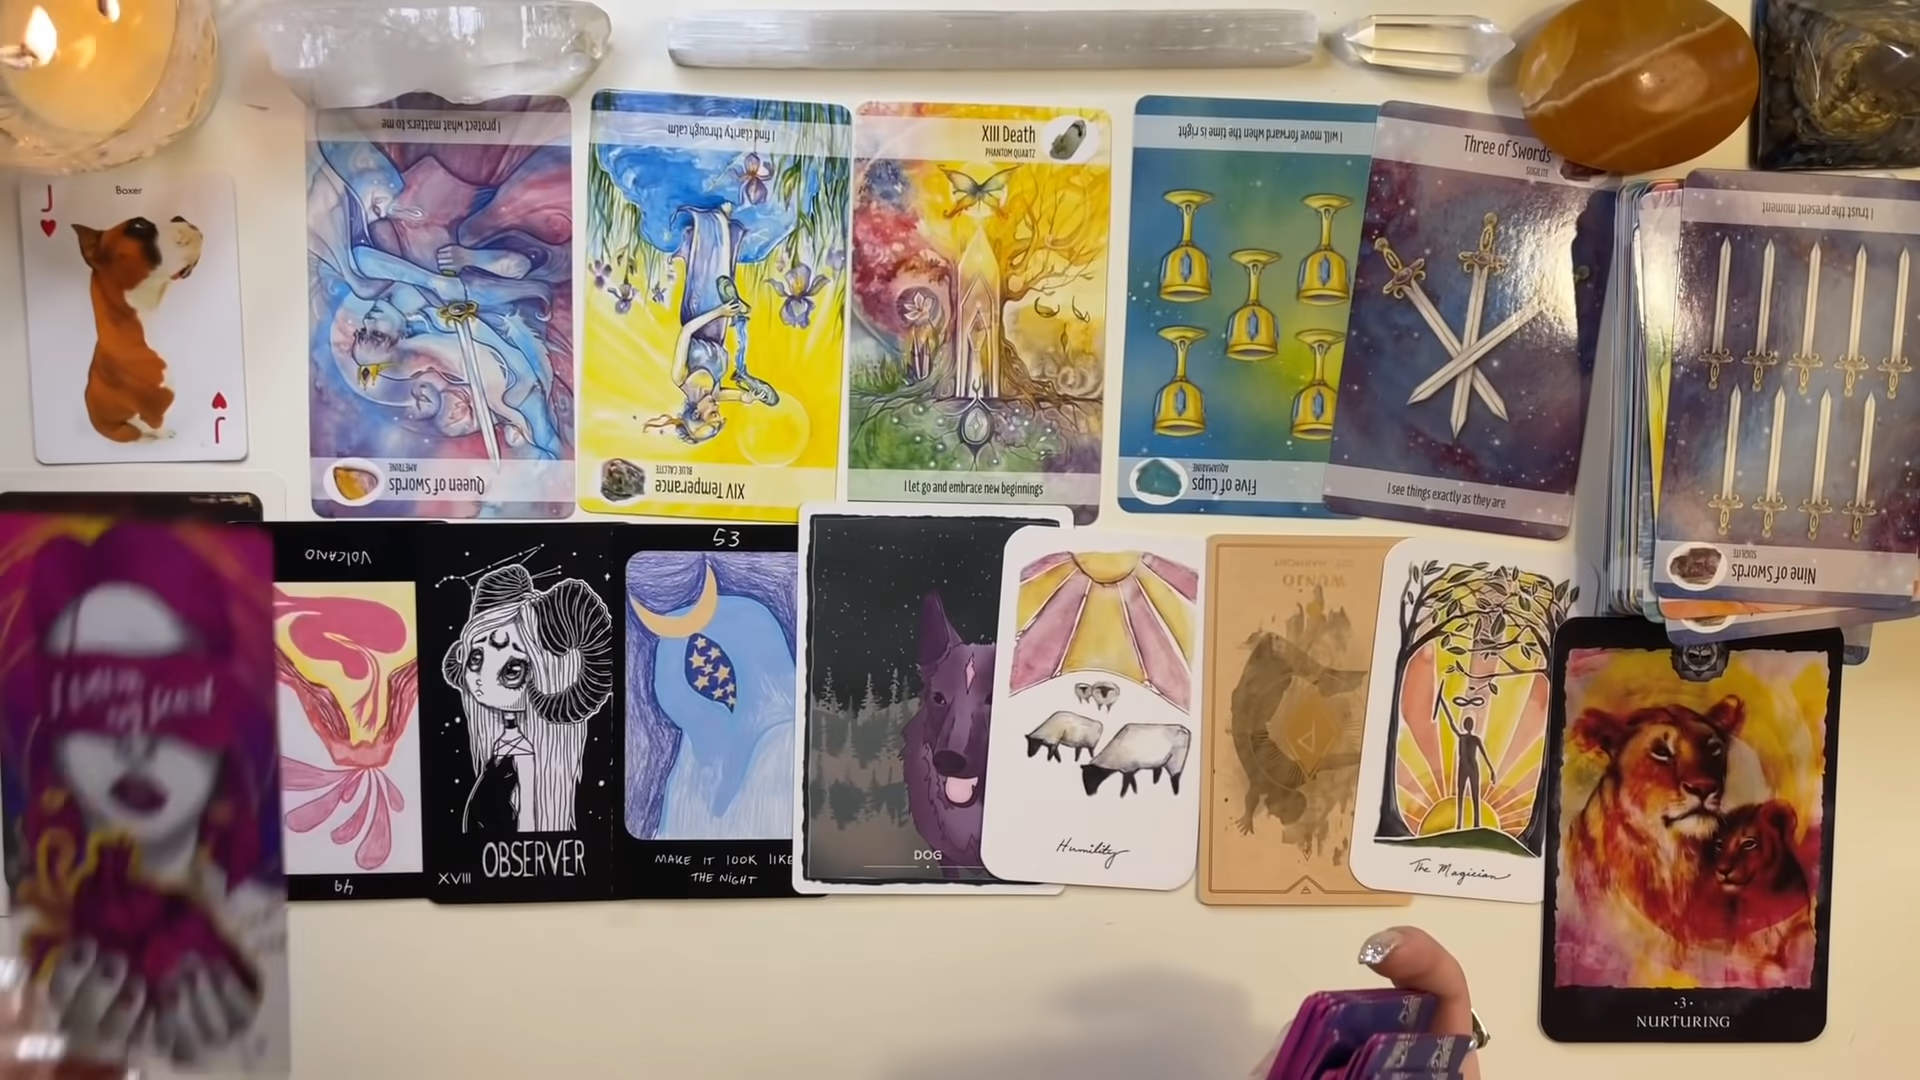 J
Boxer
J
I protect what matters to me
Queen of Swords
AMETRINE
I find clarity through calm
XIV Temperance
BLUE CALCITE
XIII Death
PHANTOM QUARTZ
I let go and embrace new beginnings
I will move forward when the time is right
Five of Cups
AQUAMARINE
Three of Swords
SUGILITE
I see things exactly as they are
I trust the present moment
Nine of Swords
SUGILITE
VOLCANO
49
XVIII OBSERVER
53
MAKE IT LOOK LIKE
THE NIGHT
DOG
Humility
WUNJO
HARMONY
The Magician
·3·
NURTURING